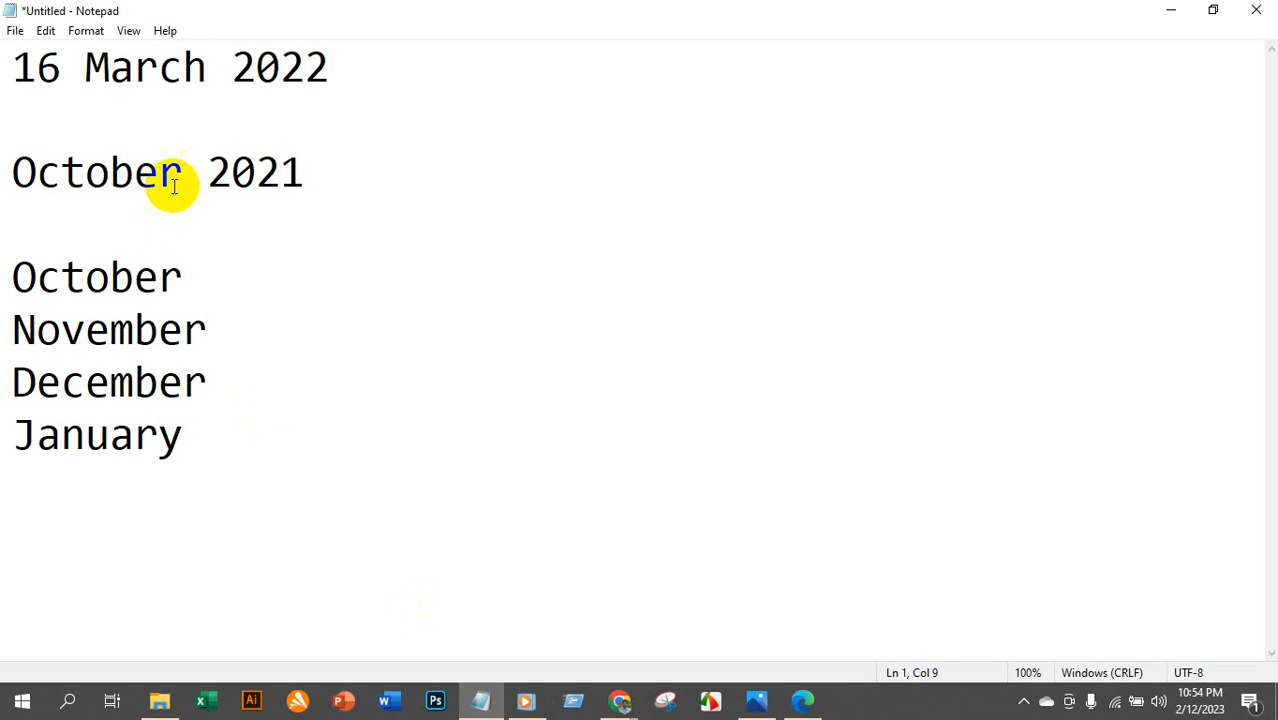 *Untitled - Notepad
File Edit Format View Help
16 March 2022
October 2021
October
November
December
January
Ln 1, Col 9 100% Windows (CRLF) UTF-8
10:54 PM
2/12/2023